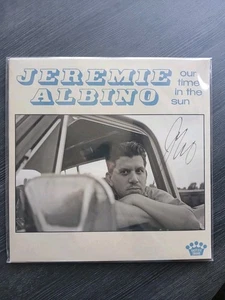 JEREMIE
ALBINO
our
time
in the
sun